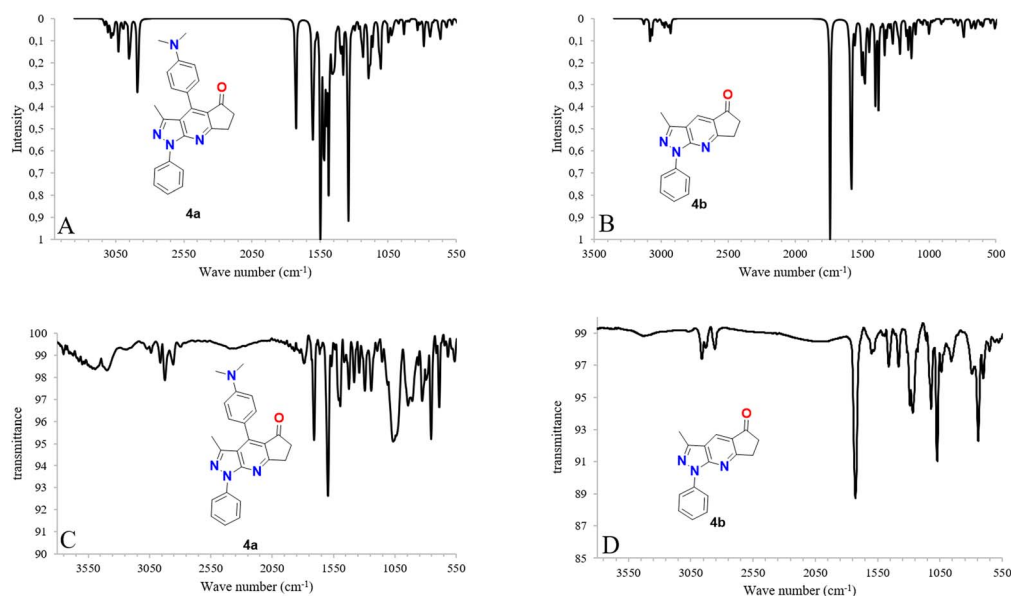 0
0,1
0,2
0,3
0,4
0,5
0,6
0,7
0,8
0,9
1
Intensity
N
O
N
N
N
4a
A
3050 2550 2050 1550 1050 550
Wave number (cm-1)
0
0,1
0,2
0,3
0,4
0,5
0,6
0,7
0,8
0,9
1
Intensity
O
N
N
N
4b
B
3500 3000 2500 2000 1500 1000 500
Wave number (cm-1)
100
99
98
97
96
95
94
93
92
91
90
transmittance
N
O
N
N
N
4a
C
3550 3050 2550 2050 1550 1050 550
Wave number (cm-1)
99
97
95
93
91
89
87
85
transmittance
O
N
N
N
4b
D
3550 3050 2550 2050 1550 1050 550
Wave number (cm-1)